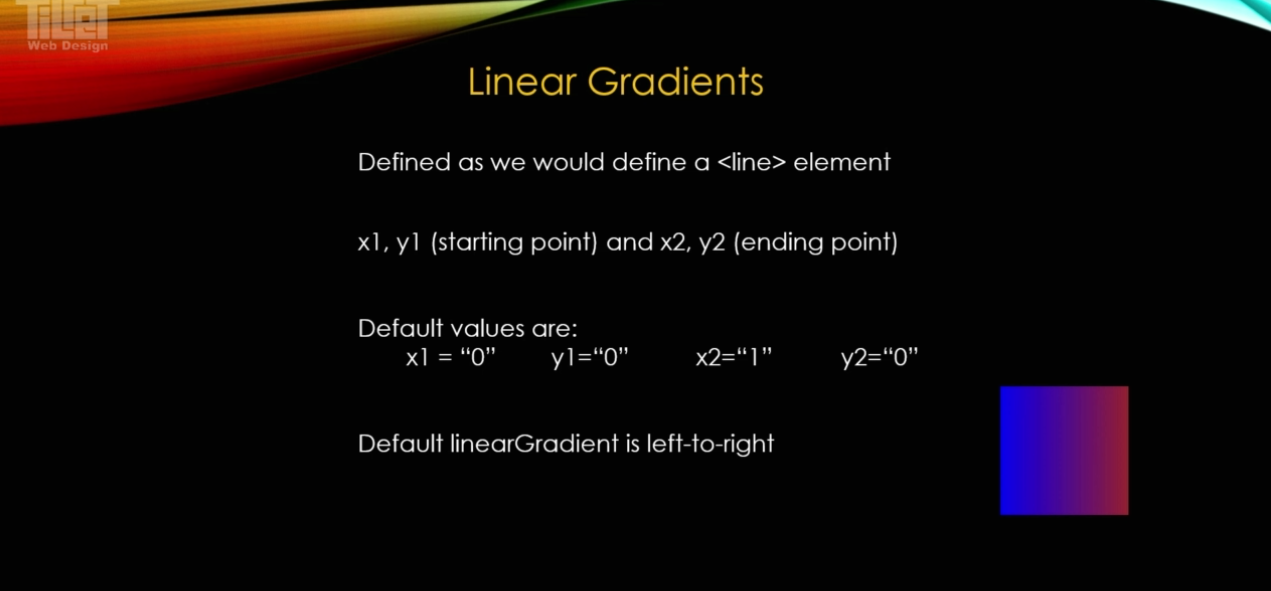 TILTET
Web Design
Linear Gradients
Defined as we would define a <line> element
x1, y1 (starting point) and x2, y2 (ending point)
Default values are:
x1 = “0” y1=“0” x2=“1” y2=“0”
Default linearGradient is left-to-right